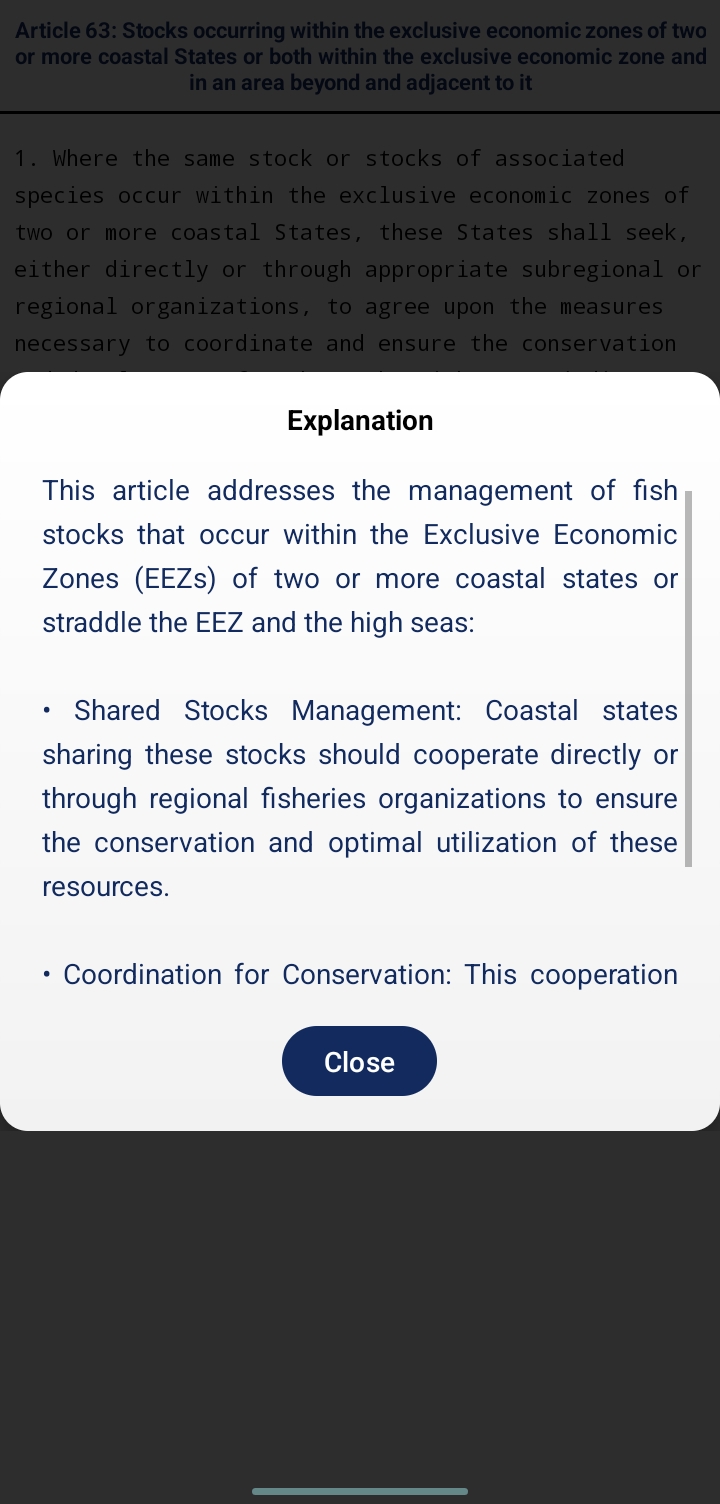 Article 63: Stocks occurring within the exclusive economic zones of two
or more coastal States or both within the exclusive economic zone and
in an area beyond and adjacent to it
1. Where the same stock or stocks of associated
species occur within the exclusive economic zones of
two or more coastal States, these States shall seek,
either directly or through appropriate subregional or
regional organizations, to agree upon the measures
necessary to coordinate and ensure the conservation
Explanation
This article addresses the management of fish
stocks that occur within the Exclusive Economic
Zones (EEZs) of two or more coastal states or
straddle the EEZ and the high seas:
• Shared Stocks Management: Coastal states
sharing these stocks should cooperate directly or
through regional fisheries organizations to ensure
the conservation and optimal utilization of these
resources.
• Coordination for Conservation: This cooperation
Close